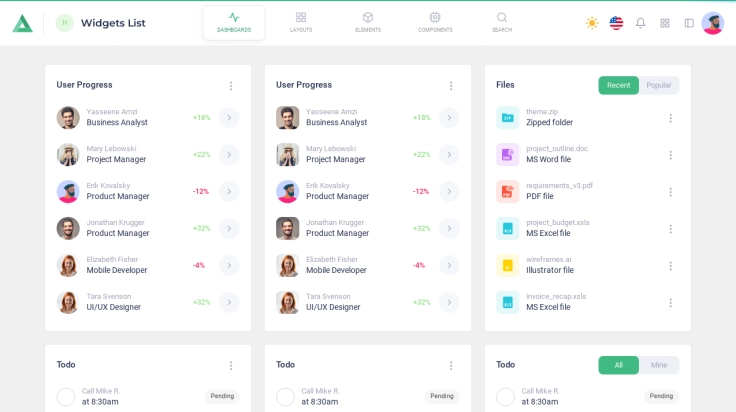 H
Widgets List
DASHBOARDS
LAYOUTS
ELEMENTS
COMPONENTS
SEARCH
User Progress
Yasseene Amzi
Business Analyst
+18%
Mary Lebowski
Project Manager
+22%
Erik Kovalsky
Product Manager
-12%
Jonathan Krugger
Product Manager
+32%
Elizabeth Fisher
Mobile Developer
-4%
Tara Svenson
UI/UX Designer
+32%
User Progress
Yasseene Amzi
Business Analyst
+18%
Mary Lebowski
Project Manager
+22%
Erik Kovalsky
Product Manager
-12%
Jonathan Krugger
Product Manager
+32%
Elizabeth Fisher
Mobile Developer
-4%
Tara Svenson
UI/UX Designer
+32%
Files
Recent
Popular
theme.zip
Zipped folder
project_outline.doc
MS Word file
requirements_v3.pdf
PDF file
project_budget.xsls
MS Excel file
wireframes.ai
Illustrator file
invoice_recap.xsls
MS Excel file
Todo
Call Mike R.
at 8:30am
Pending
Todo
Call Mike R.
at 8:30am
Pending
Todo
All
Mine
Call Mike R.
at 8:30am
Pending